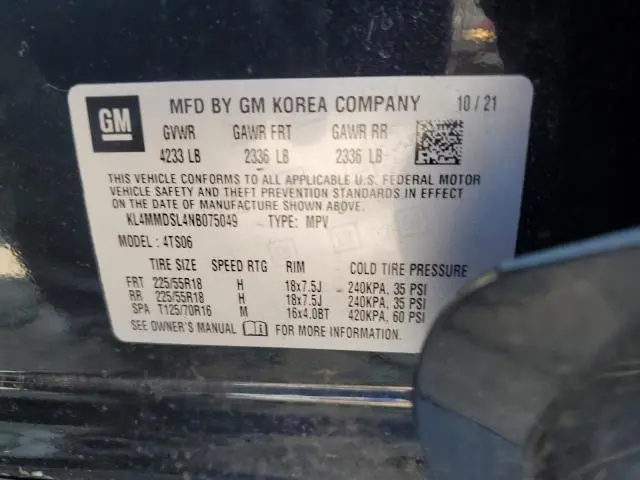 GM MFD BY GM KOREA COMPANY 10/21
GVWR GAWR FRT GAWR RR
4233 LB 2336 LB 2336 LB
THIS VEHICLE CONFORMS TO ALL APPLICABLE U.S. FEDERAL MOTOR
VEHICLE SAFETY AND THEFT PREVENTION STANDARDS IN EFFECT
ON THE DATE OF MANUFACTURE SHOWN ABOVE.
KL4MMDSL4NB075049 TYPE: MPV
MODEL: 4TS06
TIRE SIZE SPEED RTG RIM COLD TIRE PRESSURE
FRT 225/55R18 H 18x7.5J 240KPA, 35 PSI
RR 225/55R18 H 18x7.5J 240KPA, 35 PSI
SPA T125/70R16 M 16x4.0BT 420KPA, 60 PSI
SEE OWNER'S MANUAL FOR MORE INFORMATION.